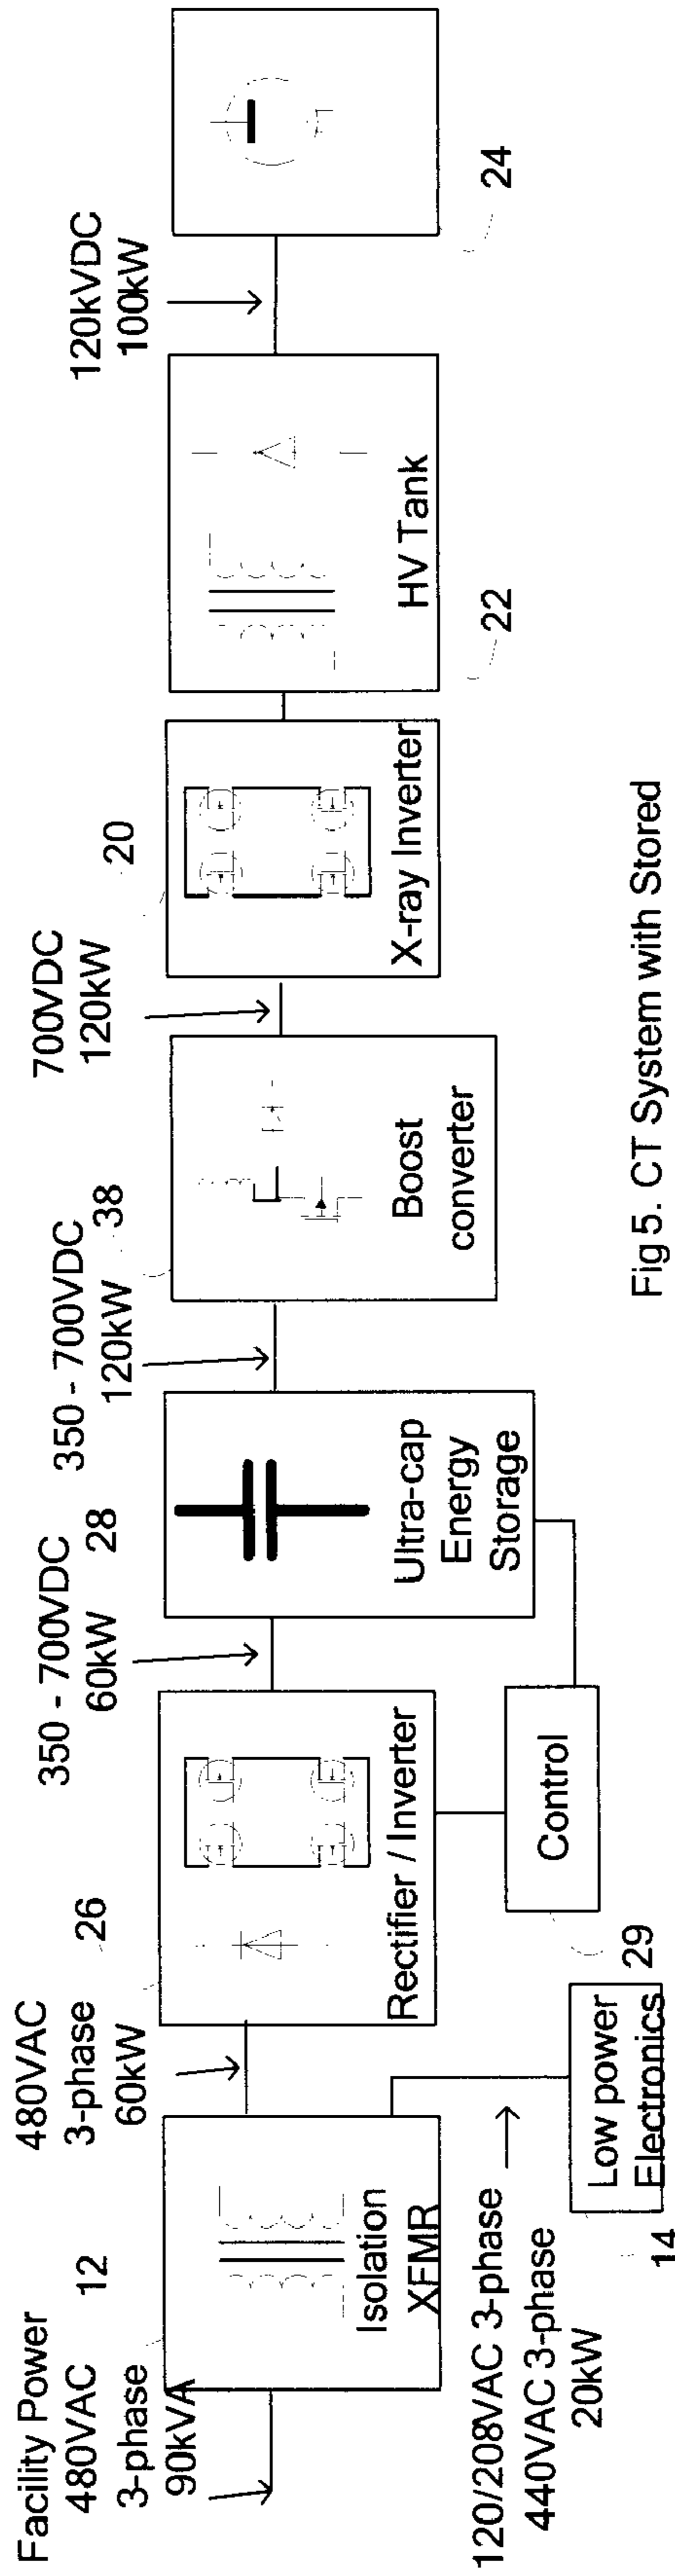 Facility Power
480VAC
3-phase
90kVA
12
Isolation
XFMR
480VAC
3-phase
60kW
120/208VAC 3-phase
440VAC 3-phase
20kW
Low power
Electronics
14
26
Rectifier / Inverter
Control
29
350 - 700VDC
60kW
28
Ultra-cap
Energy
Storage
350 - 700VDC
120kW
38
Boost
converter
700VDC
120kW
20
X-ray Inverter
HV Tank
22
120kVDC
100kW
24
Fig 5. CT System with Stored